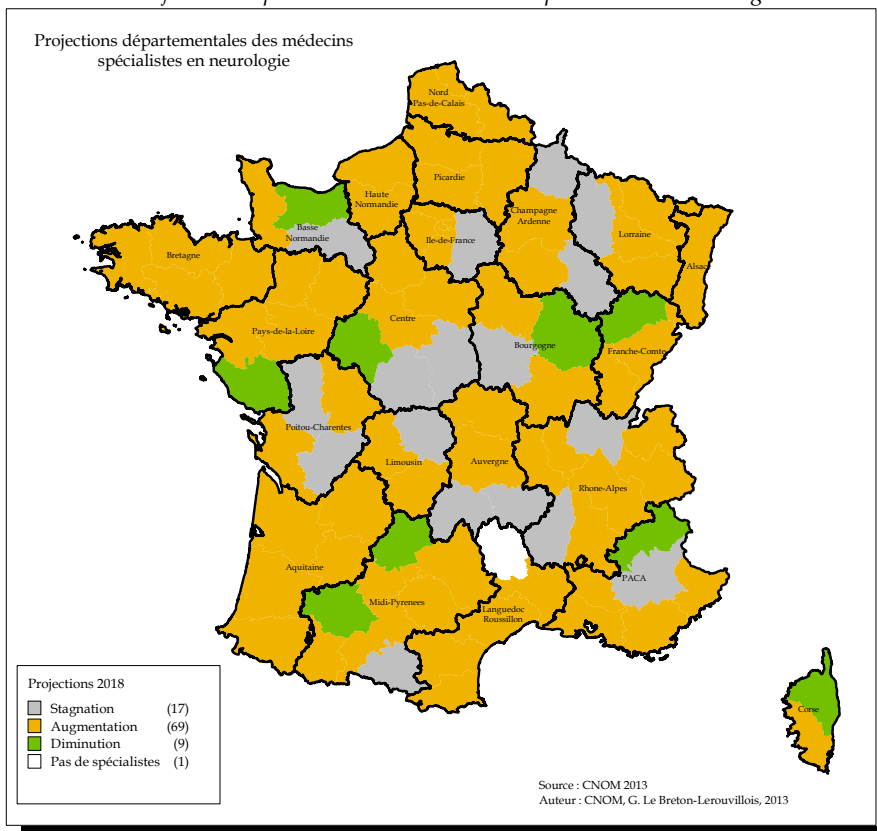 Projections départementales des médecins
spécialistes en neurologie
Nord
Pas-de-Calais
Picardie
Haute
Normandie
Basse
Normandie
Ile-de-France
Champagne
Ardenne
Lorraine
Alsace
Bretagne
Pays-de-la-Loire
Centre
Bourgogne
Franche-Comte
Poitou-Charentes
Limousin
Auvergne
Rhone-Alpes
Aquitaine
Midi-Pyrenees
Languedoc
Roussillon
PACA
Corse
Projections 2018
Stagnation (17)
Augmentation (69)
Diminution (9)
Pas de spécialistes (1)
Source : CNOM 2013
Auteur : CNOM, G. Le Breton-Lerouvillois, 2013